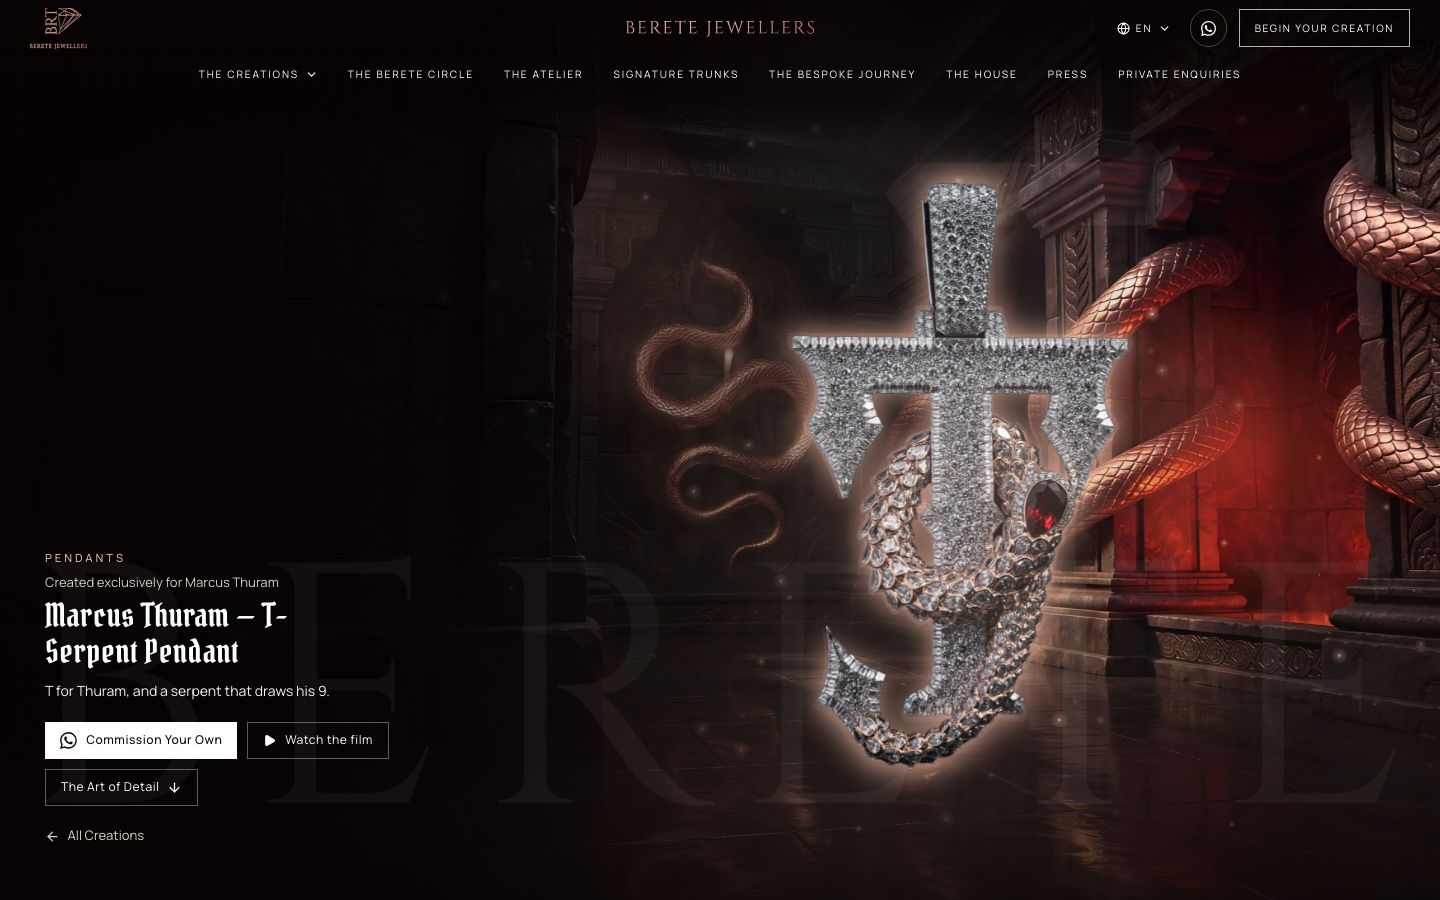 BRT
BERETE JEWELLERS
BERETE JEWELLERS
EN
BEGIN YOUR CREATION
THE CREATIONS
THE BERETE CIRCLE
THE ATELIER
SIGNATURE TRUNKS
THE BESPOKE JOURNEY
THE HOUSE
PRESS
PRIVATE ENQUIRIES
PENDANTS
Created exclusively for Marcus Thuram
Marcus Thuram – T-
Serpent Pendant
T for Thuram, and a serpent that draws his 9.
Commission Your Own
Watch the film
The Art of Detail
All Creations
BERETE